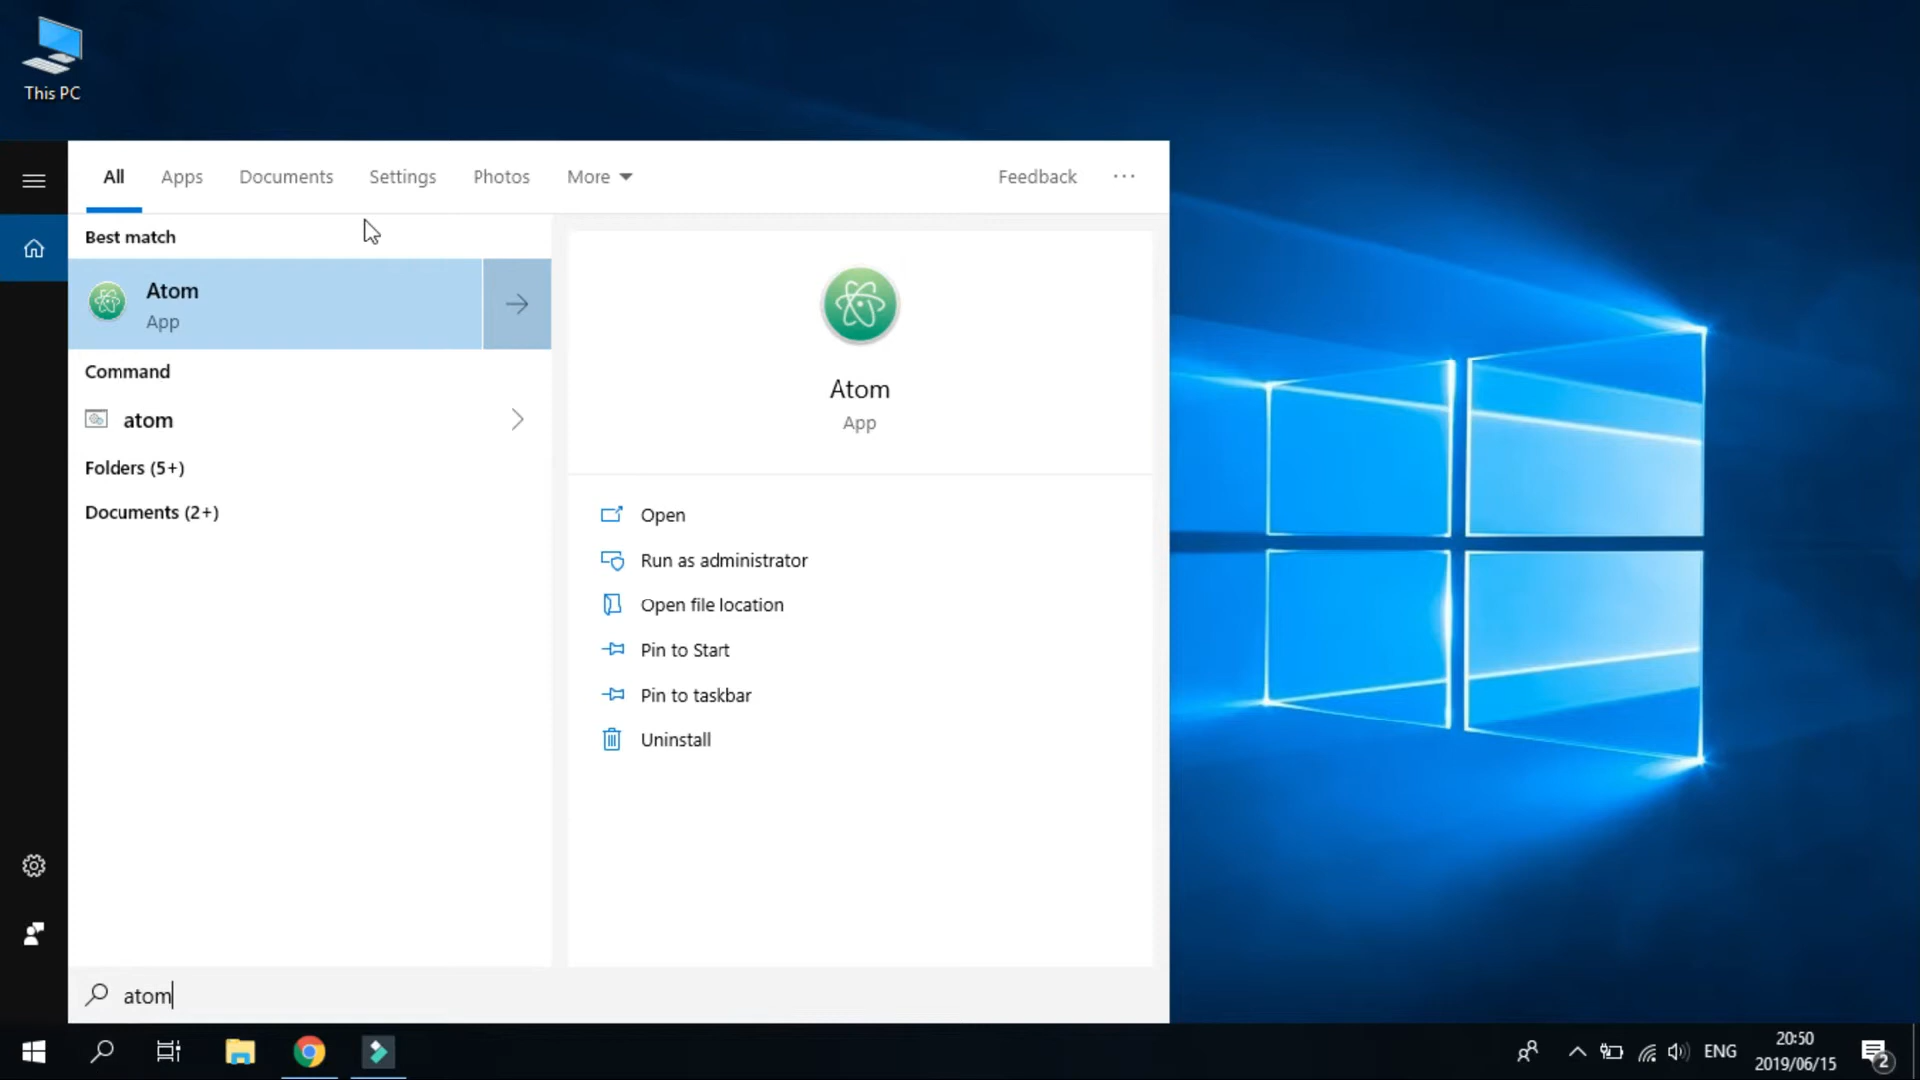 This PC
All Apps Documents Settings Photos More Feedback ...
Best match
Atom
App
Command
atom
Folders (5+)
Documents (2+)
Atom
App
Open
Run as administrator
Open file location
Pin to Start
Pin to taskbar
Uninstall
atom
ENG
20:50
2019/06/15
2